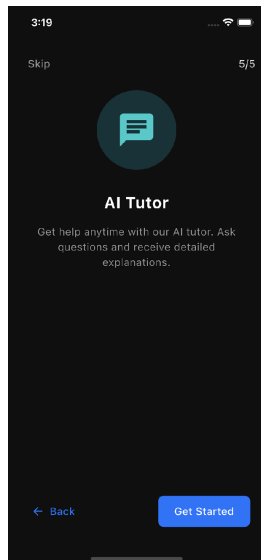 3:19
Skip
5/5
AI Tutor
Get help anytime with our AI tutor. Ask
questions and receive detailed
explanations.
← Back
Get Started